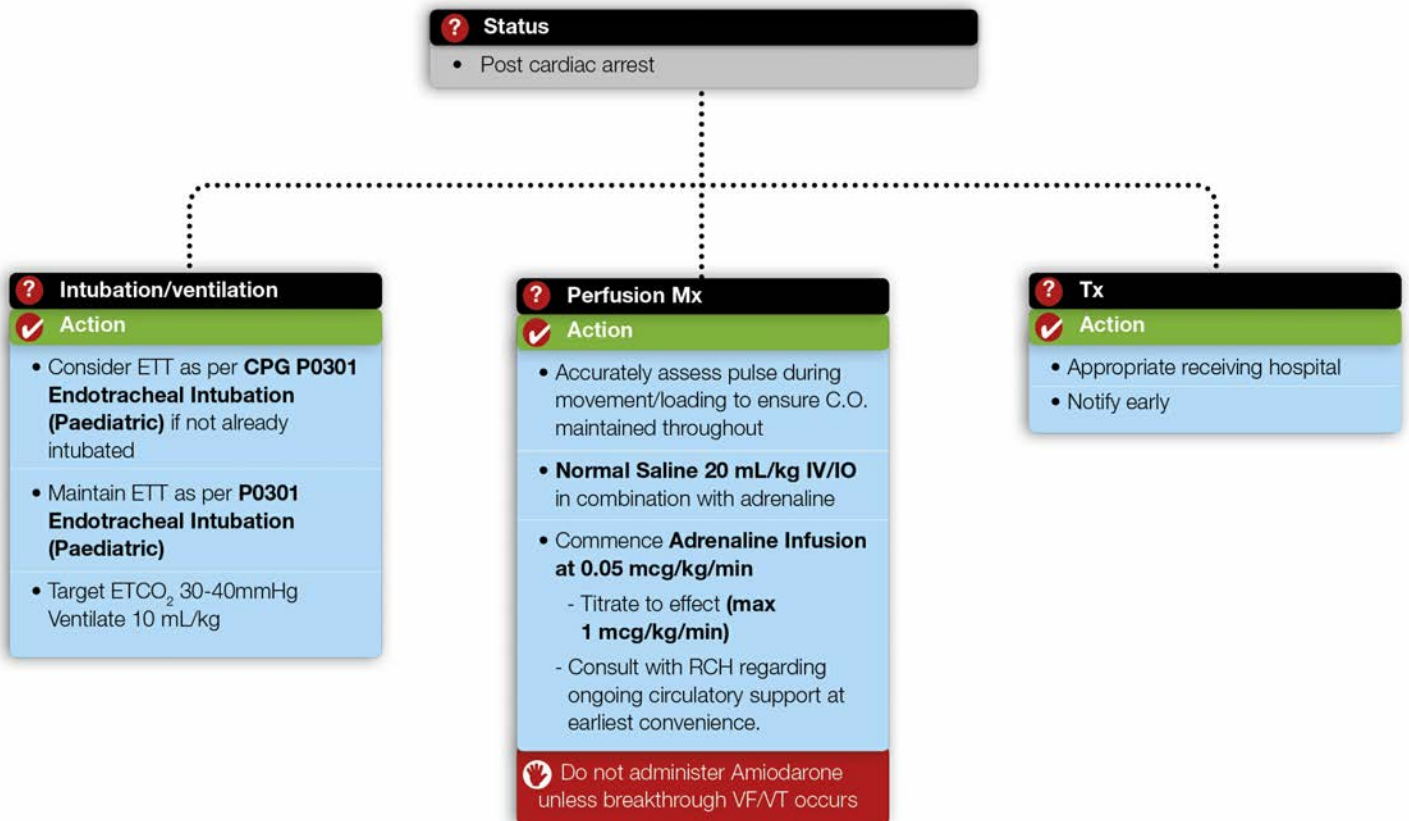 ? Status
• Post cardiac arrest
? Intubation/ventilation
Action
• Consider ETT as per CPG P0301
Endotracheal Intubation
(Paediatric) if not already
intubated
• Maintain ETT as per P0301
Endotracheal Intubation
(Paediatric)
• Target ETCO₂ 30-40mmHg
Ventilate 10 mL/kg
? Perfusion Mx
Action
• Accurately assess pulse during
movement/loading to ensure C.O.
maintained throughout
• Normal Saline 20 mL/kg IV/IO
in combination with adrenaline
• Commence Adrenaline Infusion
at 0.05 mcg/kg/min
- Titrate to effect (max
1 mcg/kg/min)
- Consult with RCH regarding
ongoing circulatory support at
earliest convenience.
Do not administer Amiodarone
unless breakthrough VF/VT occurs
? Tx
Action
• Appropriate receiving hospital
• Notify early